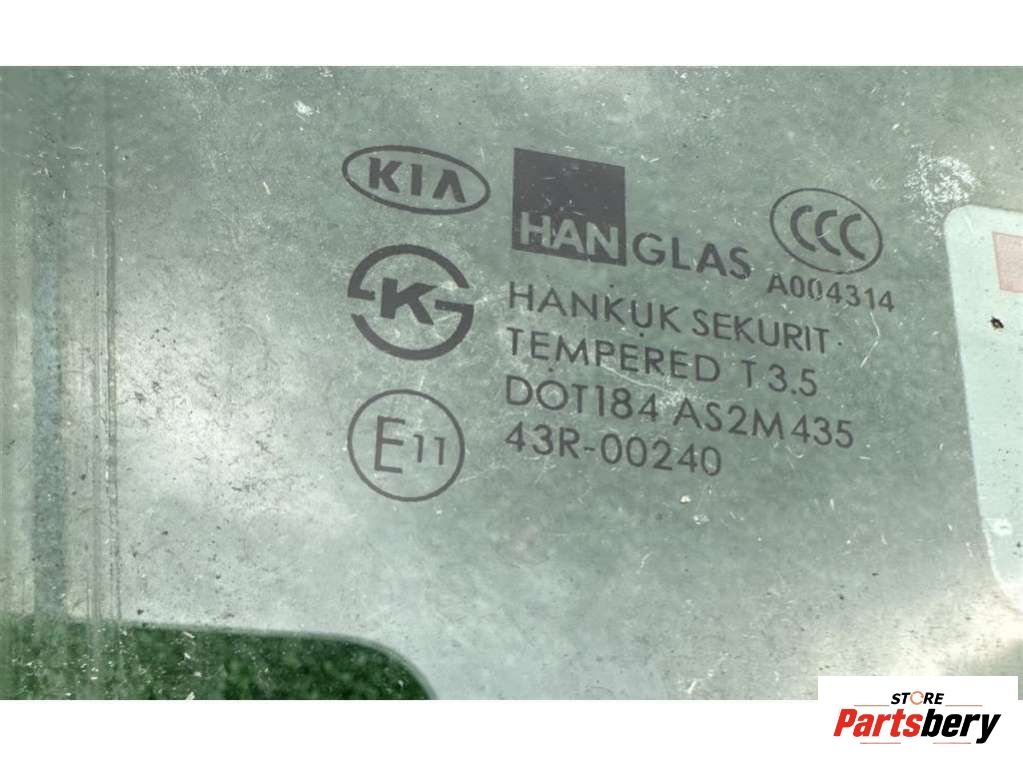 KIA
HANGLAS
CCC
A004314
K
HANKUK SEKURIT
TEMPERED T 3.5
DOT184 AS2M435
E11
43R-00240
STORE
Partsbery